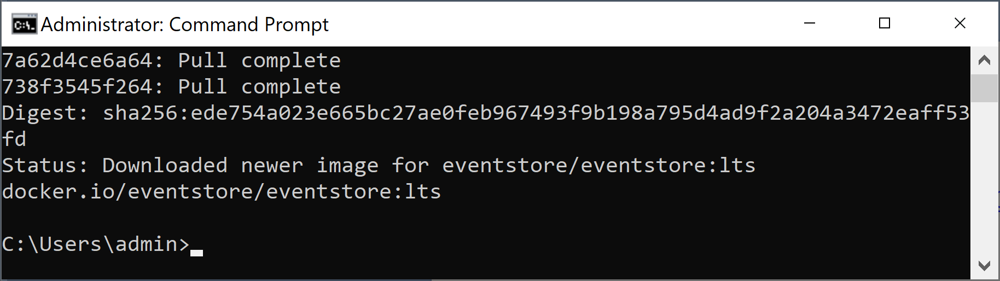 C:\.
Administrator: Command Prompt
7a62d4ce6a64: Pull complete
738f3545f264: Pull complete
Digest: sha256:ede754a023e665bc27ae0feb967493f9b198a795d4ad9f2a204a3472eaff53
fd
Status: Downloaded newer image for eventstore/eventstore:lts
docker.io/eventstore/eventstore:lts
C:\Users\admin>